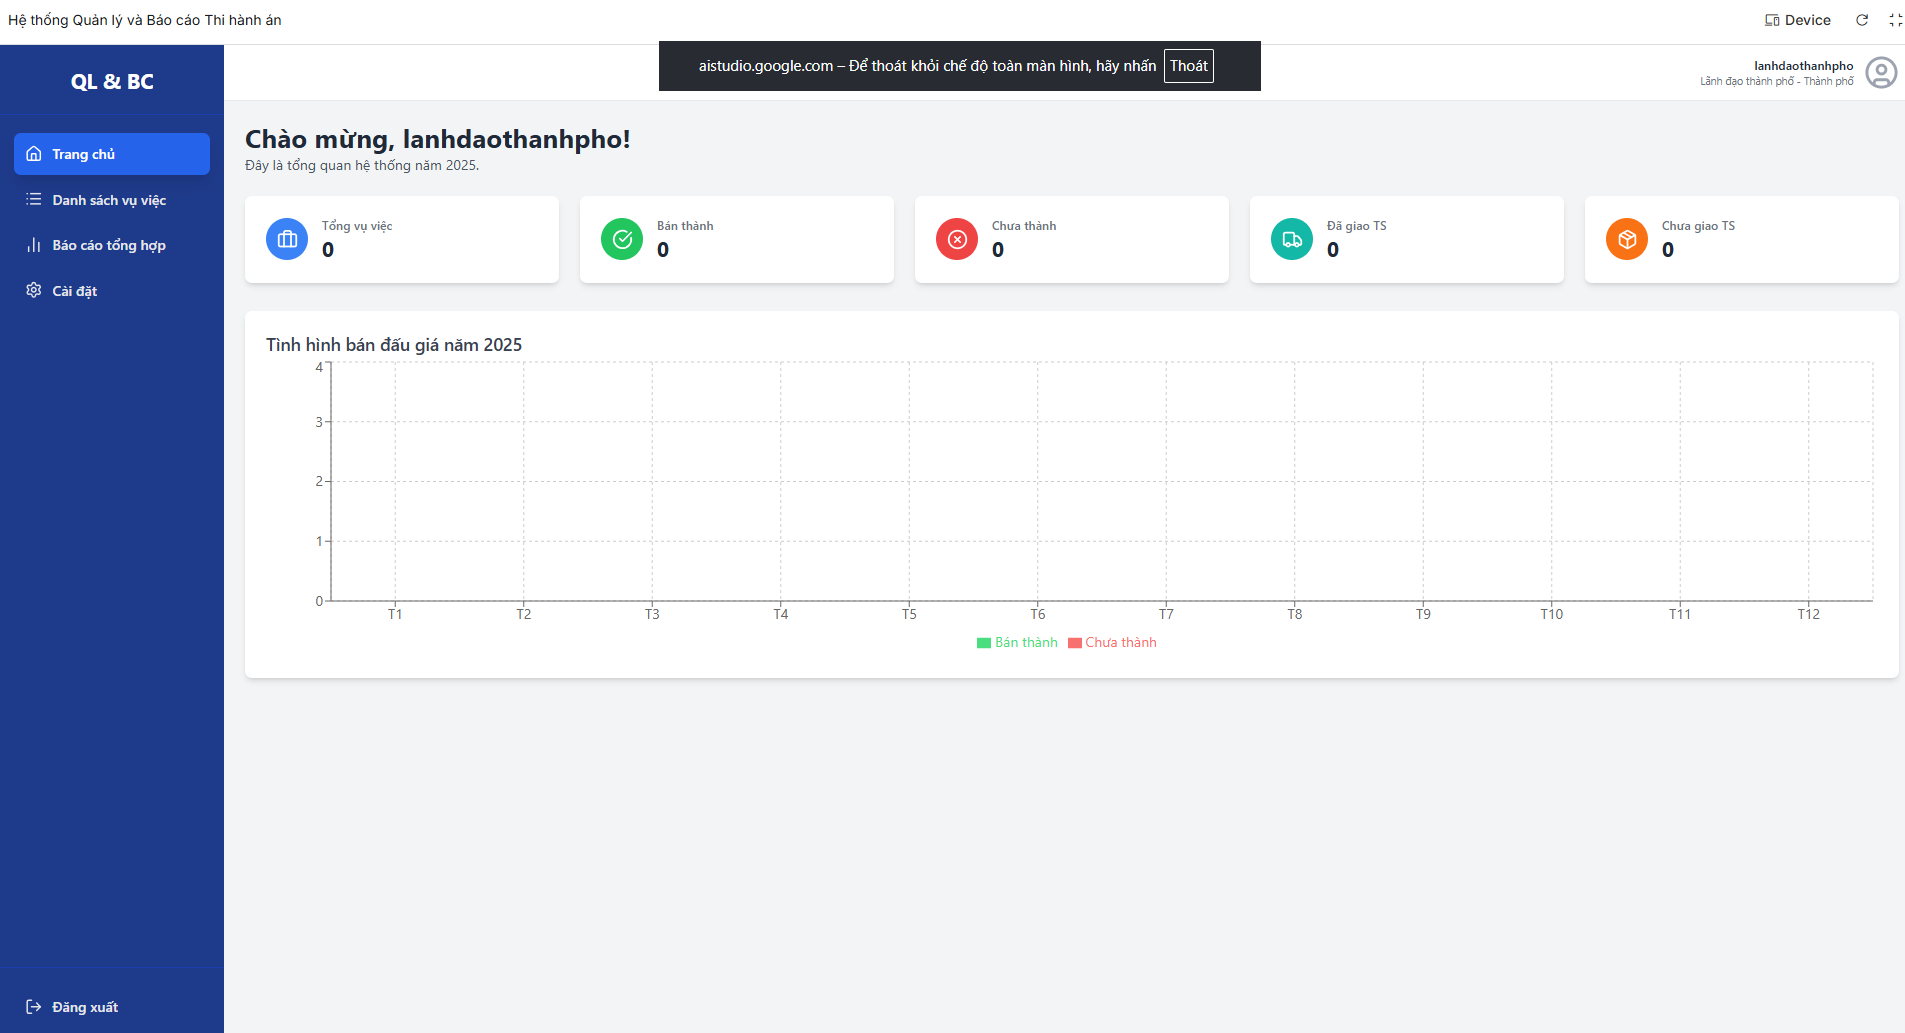 Hệ thống Quản lý và Báo cáo Thi hành án
Device
aistudio.google.com – Để thoát khỏi chế độ toàn màn hình, hãy nhấn Thoát
QL & BC
lanhdaothanhpho
Lãnh đạo thành phố - Thành phố
Trang chủ
Danh sách vụ việc
Báo cáo tổng hợp
Cài đặt
Đăng xuất
Chào mừng, lanhdaothanhpho!
Đây là tổng quan hệ thống năm 2025.
Tổng vụ việc
0
Bán thành
0
Chưa thành
0
Đã giao TS
0
Chưa giao TS
0
Tình hình bán đấu giá năm 2025
4
3
2
1
0
T1 T2 T3 T4 T5 T6 T7 T8 T9 T10 T11 T12
Bán thành Chưa thành